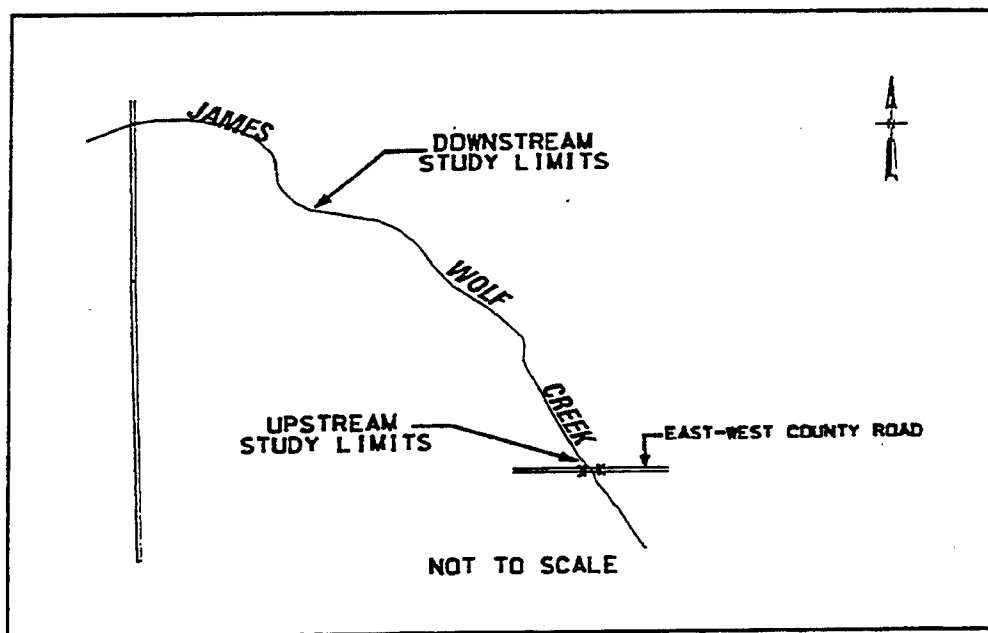 JAMES
DOWNSTREAM
STUDY LIMITS
WOLF
CREEK
UPSTREAM
STUDY LIMITS
EAST-WEST COUNTY ROAD
NOT TO SCALE